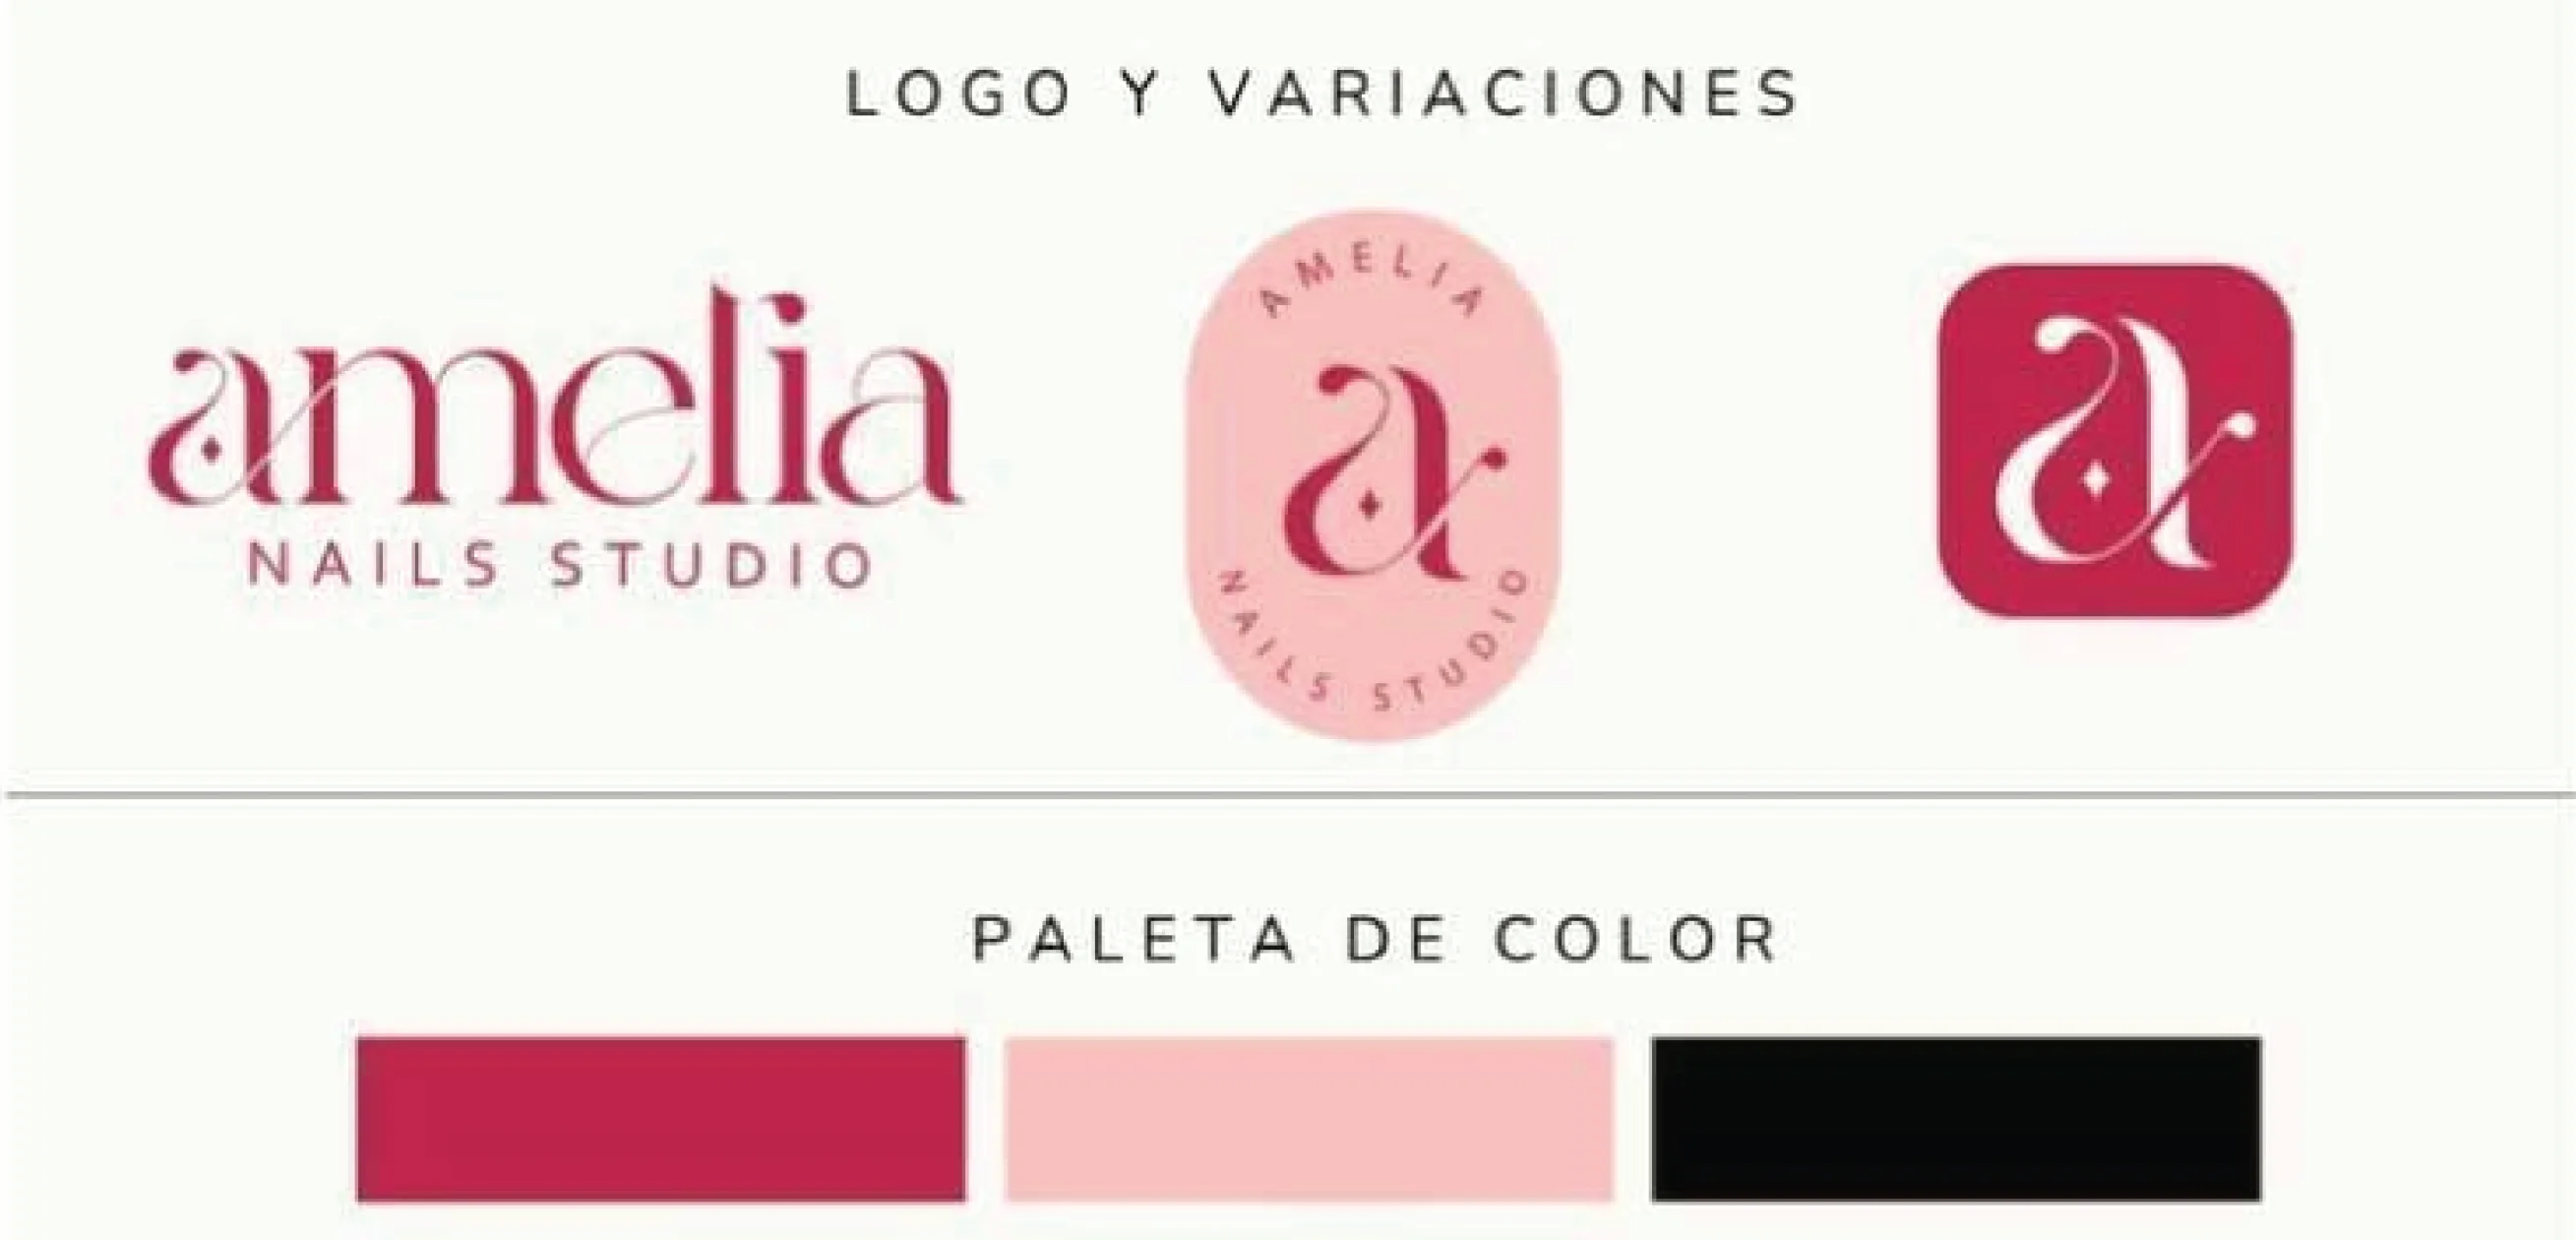 LOGO Y VARIACIONES
amelia
NAILS STUDIO
AMELIA
a
NAILS STUDIO
a
PALETA DE COLOR